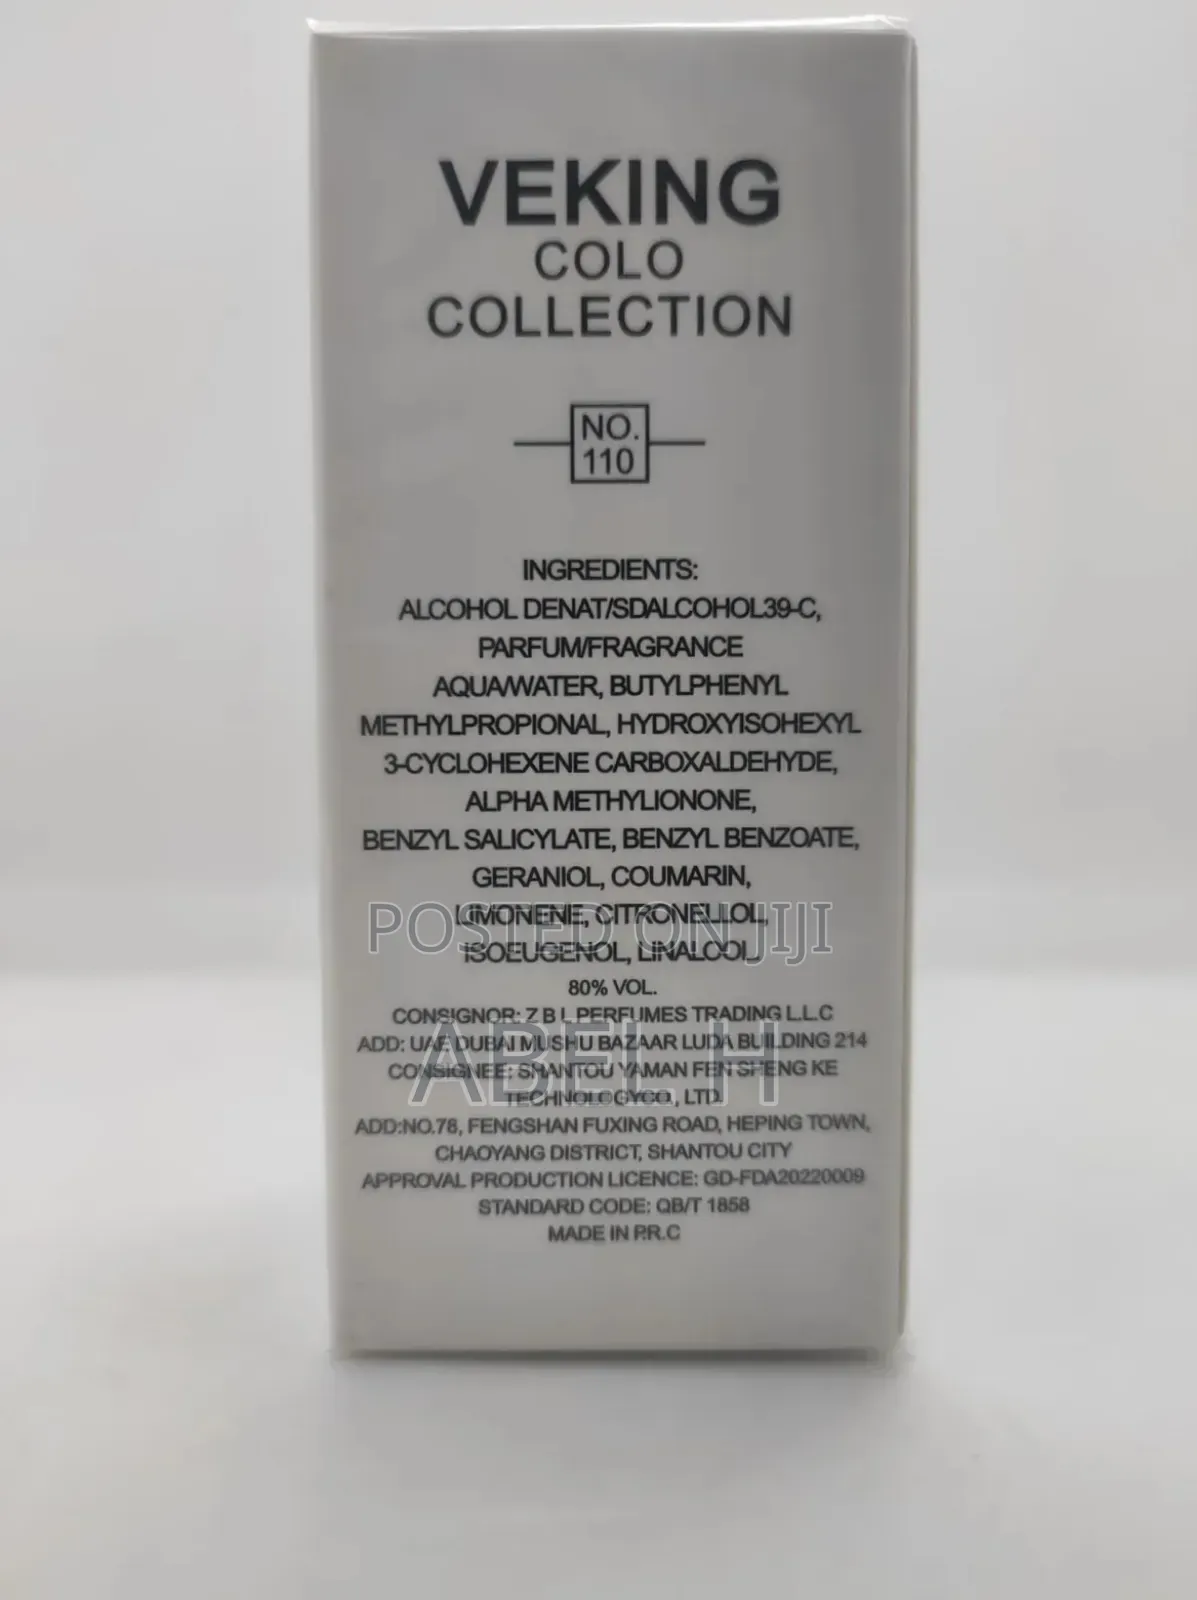 VEKING
COLO
COLLECTION
NO.
110
INGREDIENTS:
ALCOHOL DENAT/SDALCOHOL39-C,
PARFUM/FRAGRANCE
AQUA/WATER, BUTYLPHENYL
METHYLPROPIONAL, HYDROXYISOHEXYL
3-CYCLOHEXENE CARBOXALDEHYDE,
ALPHA METHYLIONONE,
BENZYL SALICYLATE, BENZYL BENZOATE,
GERANIOL, COUMARIN,
LIMONENE, CITRONELLOL,
POSTED ON JIJI
ISOEUGENOL, LINALCOL,
80% VOL.
CONSIGNOR: Z B L PERFUMES TRADING L.L.C
ADD: UAE DUBAI MUSHU BAZAAR LUDA BUILDING 214
ABEL H
CONSIGNEE: SHANTOU YAMAN FEN SHENG KE
TECHNOLOGYCO., LTD.
ADD:NO.78, FENGSHAN FUXING ROAD, HEPING TOWN,
CHAOYANG DISTRICT, SHANTOU CITY
APPROVAL PRODUCTION LICENCE: GD-FDA20220009
STANDARD CODE: QB/T 1858
MADE IN P.R.C